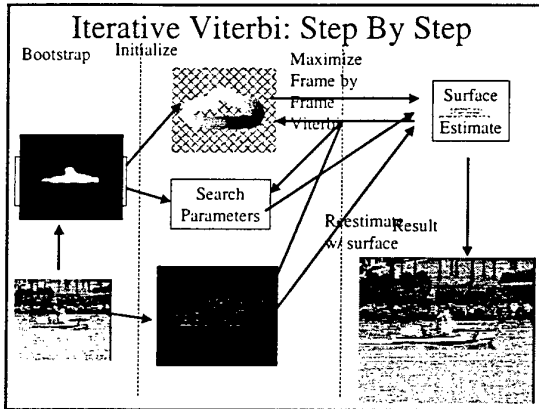 Iterative Viterbi: Step By Step
Bootstrap
Initialize
Maximize
Frame by
Frame
Viterbi
Surface
Estimate
Search
Parameters
Reestimate
w/ surface
Result